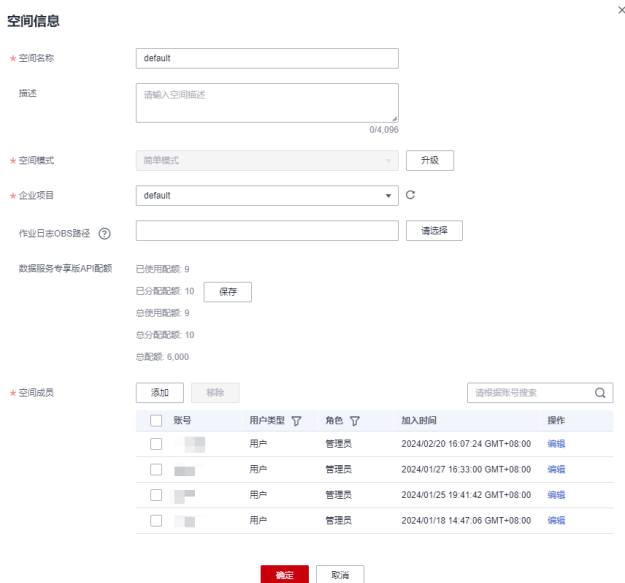 空间信息
* 空间名称 default
描述 请输入空间描述
0/4,096
* 空间模式 简单模式 升级
* 企业项目 default
作业日志OBS路径 ? 请选择
数据服务专享版API配额 已使用配额: 9
已分配配额: 10 保存
总使用配额: 9
总分配配额: 10
总配额: 6,000
* 空间成员 添加 移除 请根据账号搜索
账号 用户类型 角色 加入时间 操作
用户 管理员 2024/02/20 16:07:24 GMT+08:00 编辑
用户 管理员 2024/01/27 16:33:00 GMT+08:00 编辑
用户 管理员 2024/01/25 19:41:42 GMT+08:00 编辑
用户 管理员 2024/01/18 14:47:06 GMT+08:00 编辑
确定 取消